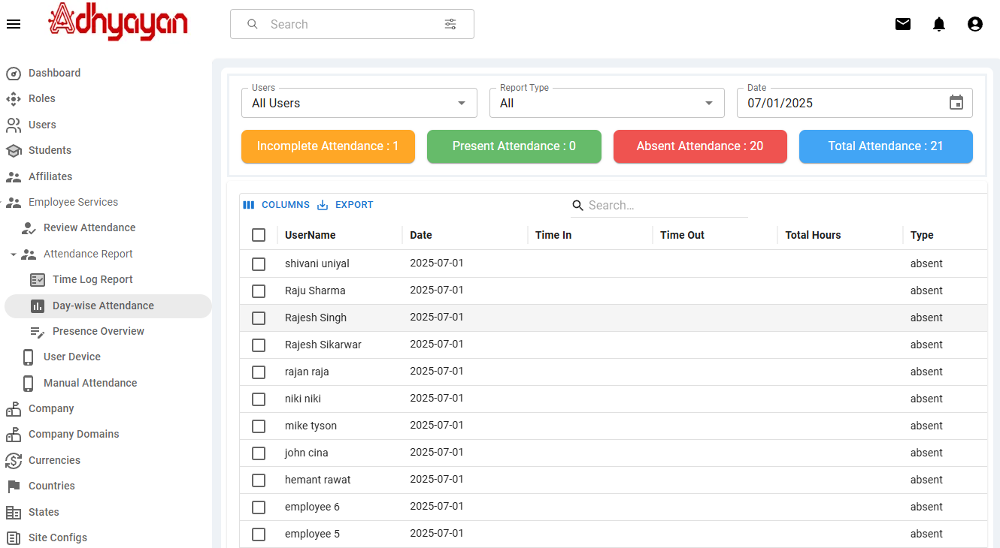 Adhyayan
Search
Dashboard
Roles
Users
Students
Affiliates
Employee Services
Review Attendance
Attendance Report
Time Log Report
Day-wise Attendance
Presence Overview
User Device
Manual Attendance
Company
Company Domains
Currencies
Countries
States
Site Configs
Users Report Type Date
All Users All 07/01/2025
Incomplete Attendance : 1 Present Attendance : 0 Absent Attendance : 20 Total Attendance : 21
COLUMNS EXPORT Search…
UserName Date Time In Time Out Total Hours Type
shivani uniyal 2025-07-01 absent
Raju Sharma 2025-07-01 absent
Rajesh Singh 2025-07-01 absent
Rajesh Sikarwar 2025-07-01 absent
rajan raja 2025-07-01 absent
niki niki 2025-07-01 absent
mike tyson 2025-07-01 absent
john cina 2025-07-01 absent
hemant rawat 2025-07-01 absent
employee 6 2025-07-01 absent
employee 5 2025-07-01 absent